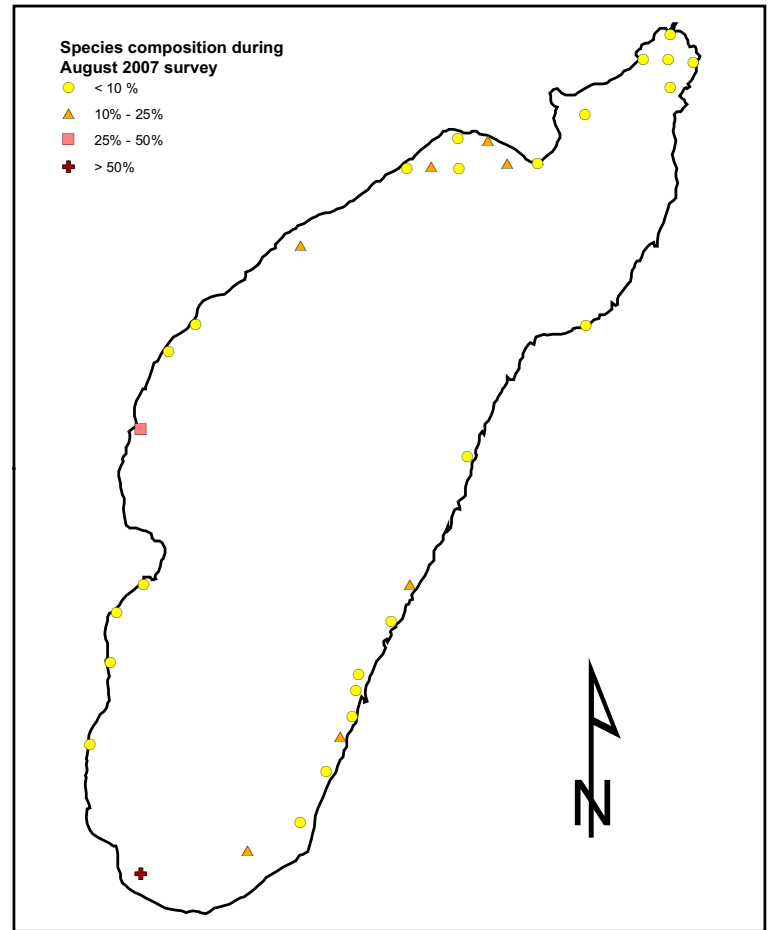 Species composition during
August 2007 survey
< 10 %
10% - 25%
25% - 50%
> 50%
N